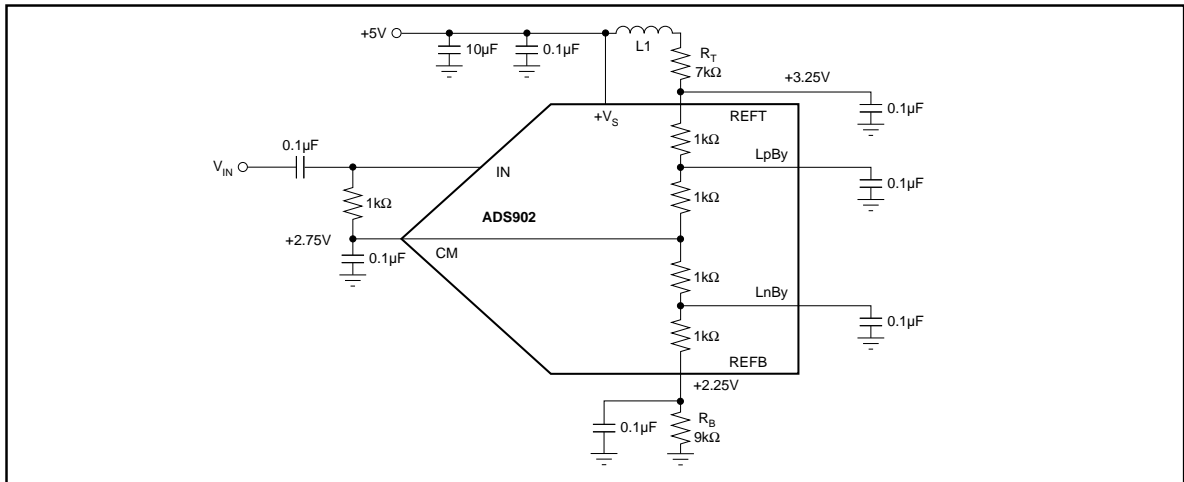 +5V
10µF
0.1µF
L1
R_T
7kΩ
+3.25V
0.1µF
+V_S
REFT
0.1µF
1kΩ
LpBy
V_IN
IN
0.1µF
1kΩ
1kΩ
ADS902
+2.75V
CM
0.1µF
1kΩ
LnBy
0.1µF
1kΩ
REFB
+2.25V
0.1µF
R_B
9kΩ